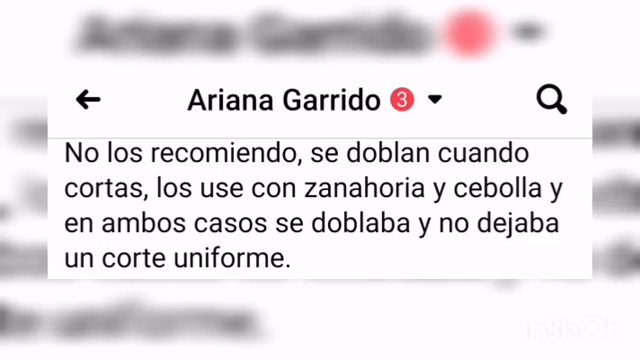 Ariana Garrido 3
No los recomiendo, se doblan cuando
cortas, los use con zanahoria y cebolla y
en ambos casos se doblaba y no dejaba
un corte uniforme.
InShOt